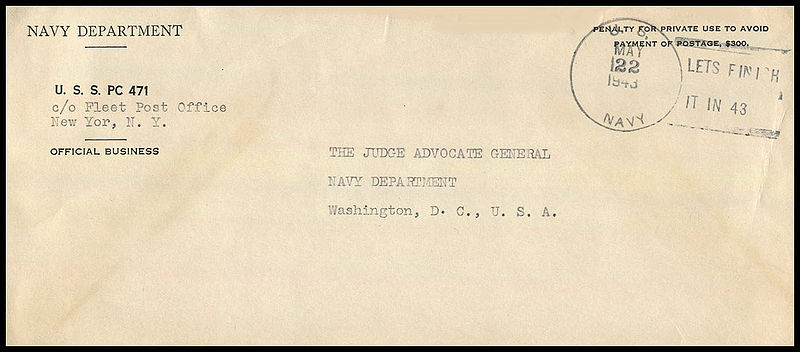 NAVY DEPARTMENT
U. S. S. PC 471
c/o Fleet Post Office
New Yor, N. Y.
OFFICIAL BUSINESS
PENALTY FOR PRIVATE USE TO AVOID
PAYMENT OF POSTAGE, $300.
U. S.
MAY
22
1943
NAVY
LETS FINISH
IT IN 43
THE JUDGE ADVOCATE GENERAL
NAVY DEPARTMENT
Washington, D. C., U. S. A.